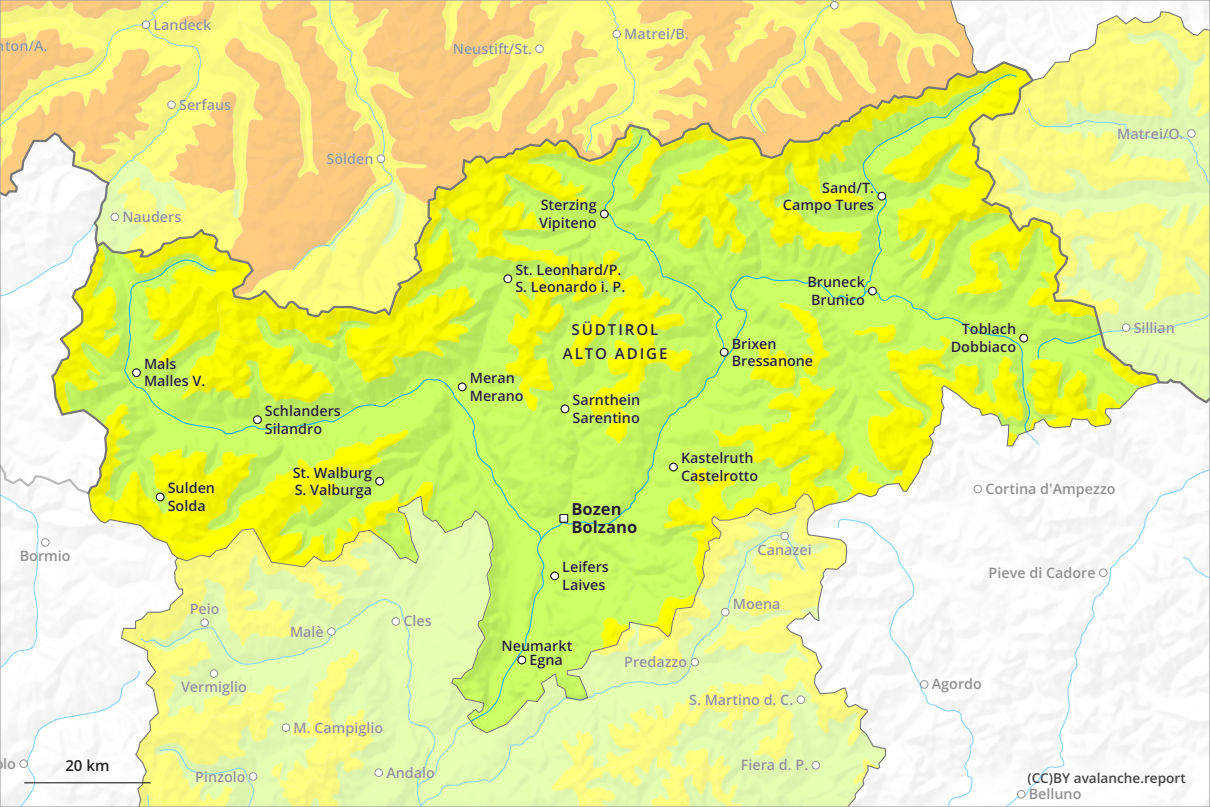 Landeck
Matrei/B.
nton/A.
Neustift/St.
Serfaus
Matrei/O.
Sölden
Sand/T.
Campo Tures
Sterzing
Vipiteno
Nauders
St. Leonhard/P.
S. Leonardo i. P.
Bruneck
Brunico
SÜDTIROL
ALTO ADIGE
Toblach
Dobbiaco
Sillian
Brixen
Bressanone
Mals
Malles V.
Meran
Merano
Sarnthein
Sarentino
Schlanders
Silandro
Kastelruth
Castelrotto
St. Walburg
S. Valburga
Sulden
Solda
Cortina d'Ampezzo
Bozen
Bolzano
Bormio
Canazei
Leifers
Laives
Pieve di Cadore
Peio
Moena
Malè
Cles
Neumarkt
Egna
Predazzo
Vermiglio
Agordo
S. Martino d. C.
M. Campiglio
olo
20 km
Pinzolo
Andalo
Fiera d. P.
(CC)BY avalanche.report
Belluno